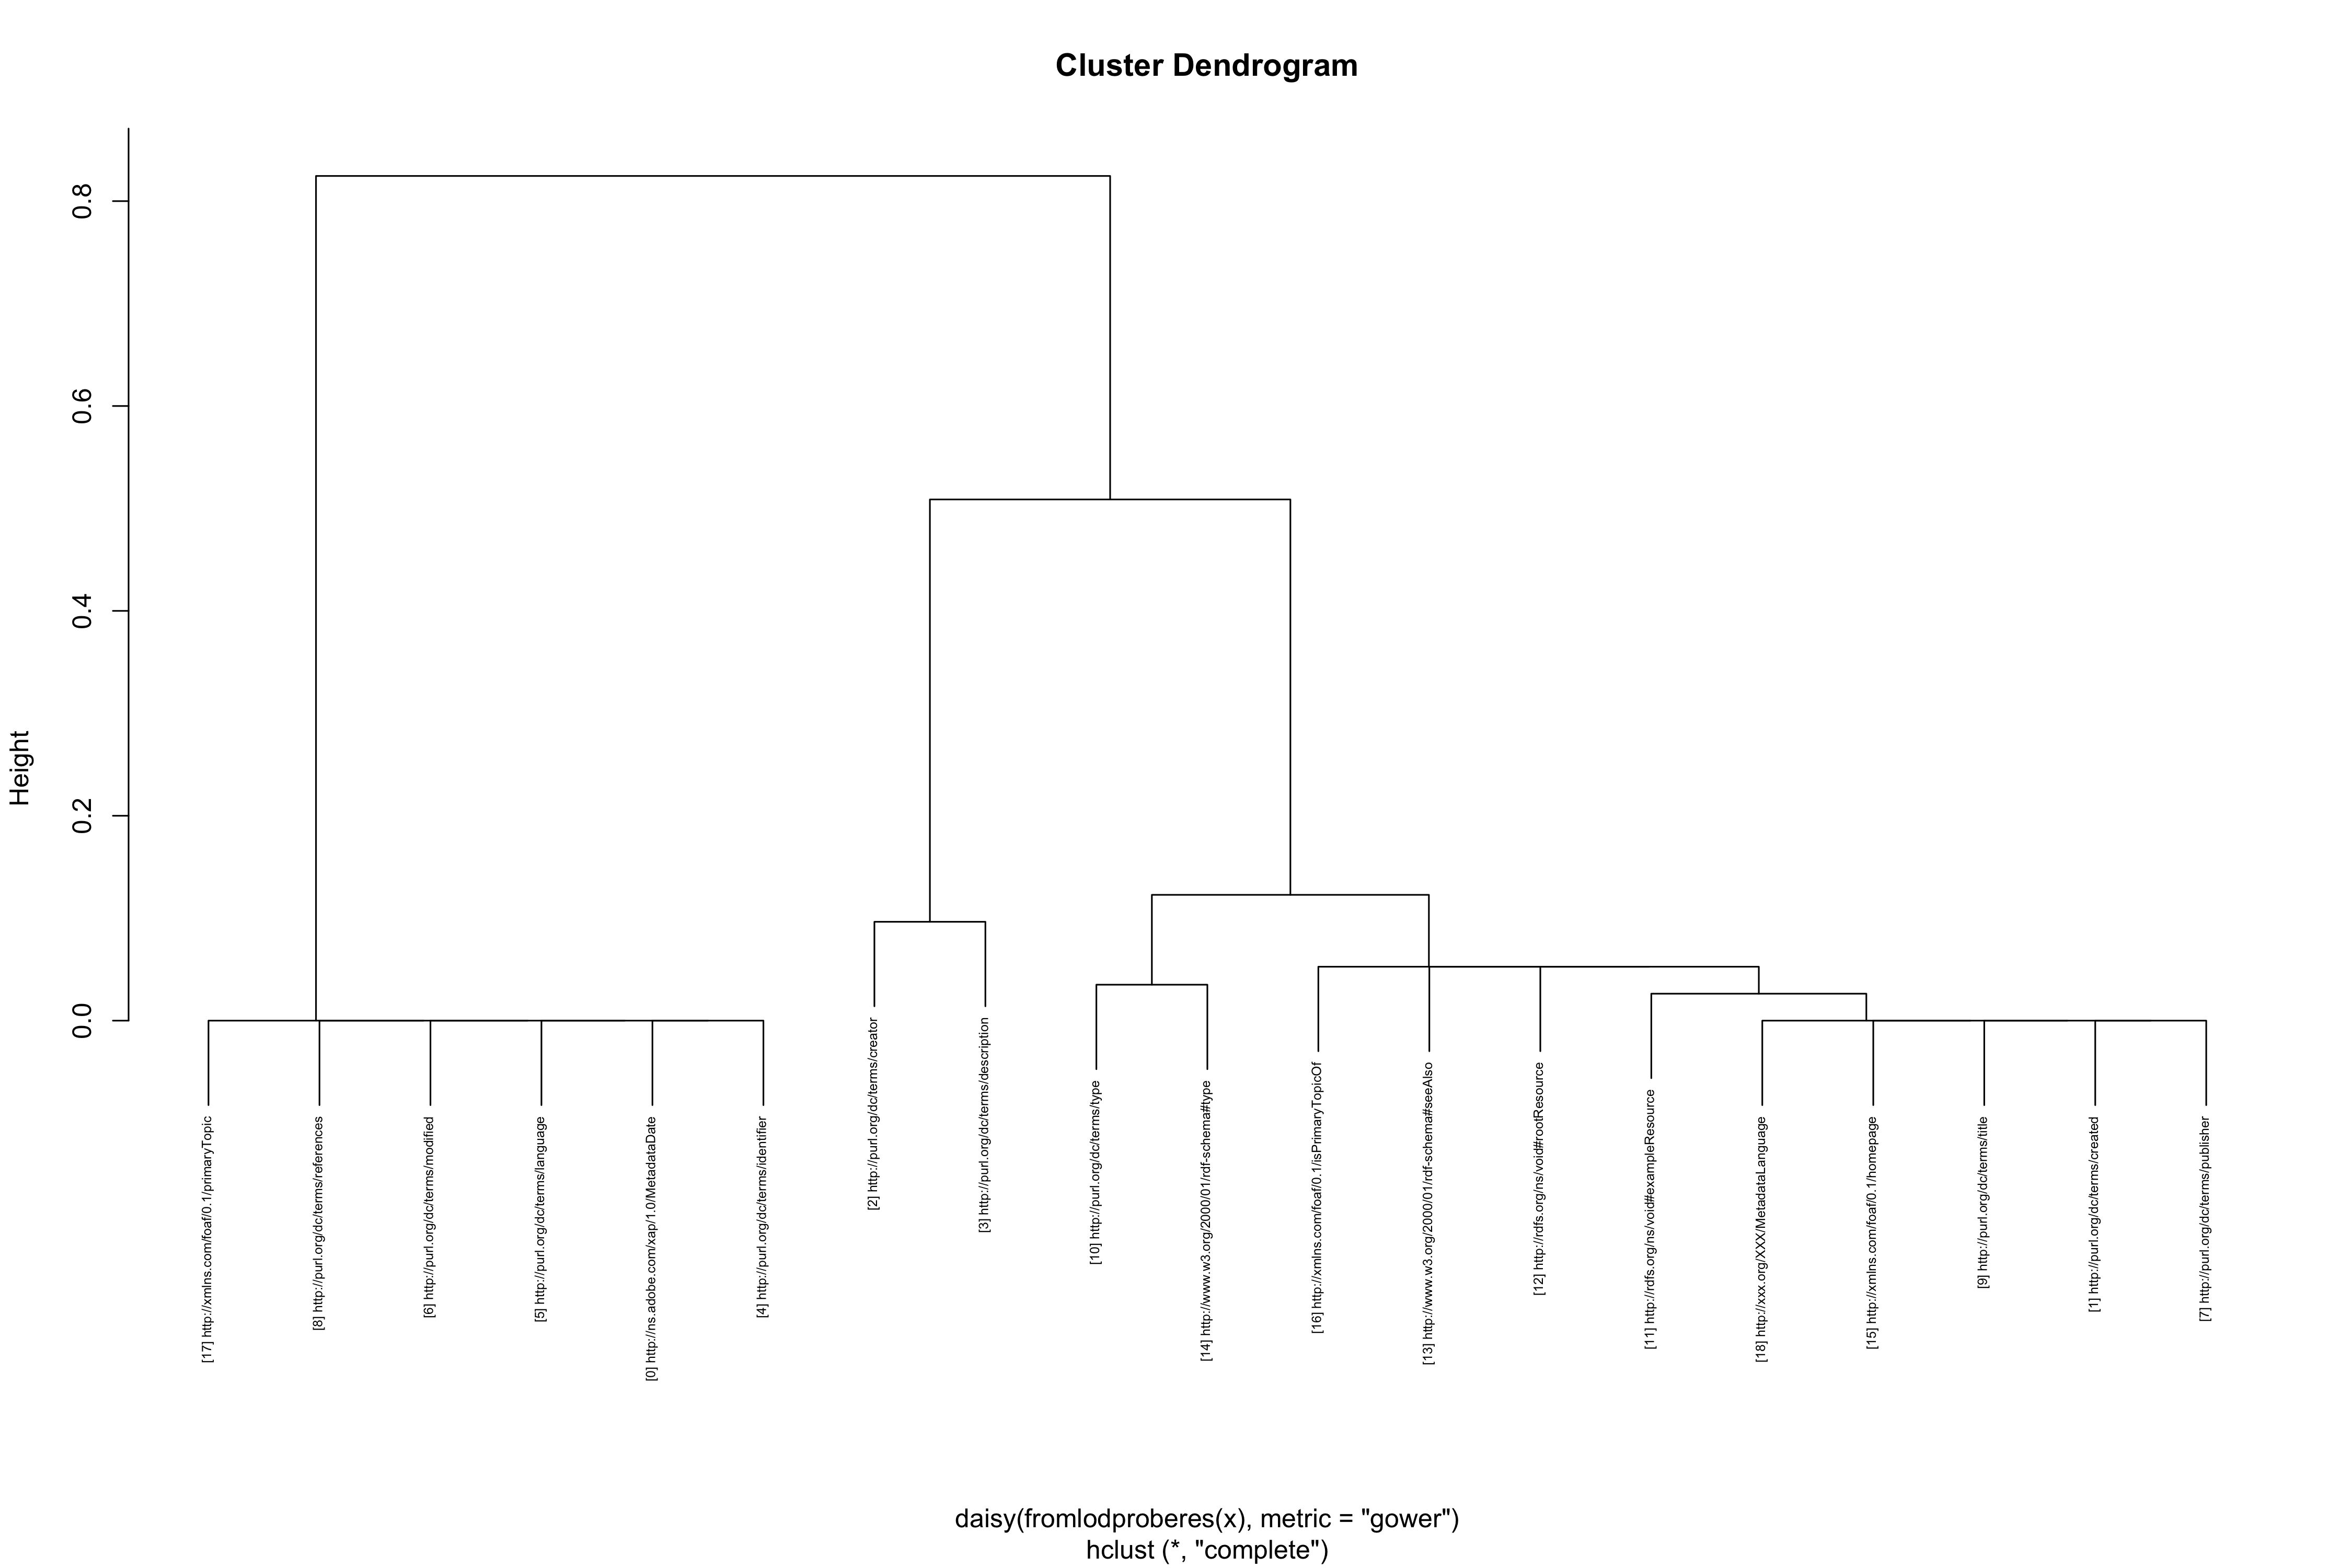 Cluster Dendrogram
Height
0.8
0.6
0.4
0.2
0.0
[17] http://xmlns.com/foaf/0.1/primaryTopic
[8] http://purl.org/dc/terms/references
[6] http://purl.org/dc/terms/modified
[5] http://purl.org/dc/terms/language
[0] http://ns.adobe.com/xap/1.0/MetadataDate
[4] http://purl.org/dc/terms/identifier
[2] http://purl.org/dc/terms/creator
[3] http://purl.org/dc/terms/description
[10] http://purl.org/dc/terms/type
[14] http://www.w3.org/2000/01/rdf-schema#type
[16] http://xmlns.com/foaf/0.1/isPrimaryTopicOf
[13] http://www.w3.org/2000/01/rdf-schema#seeAlso
[12] http://rdfs.org/ns/void#rootResource
[11] http://rdfs.org/ns/void#exampleResource
[18] http://xxx.org/XXX/MetadataLanguage
[15] http://xmlns.com/foaf/0.1/homepage
[9] http://purl.org/dc/terms/title
[1] http://purl.org/dc/terms/created
[7] http://purl.org/dc/terms/publisher
daisy(fromlodproberes(x), metric = "gower")
hclust (*, "complete")